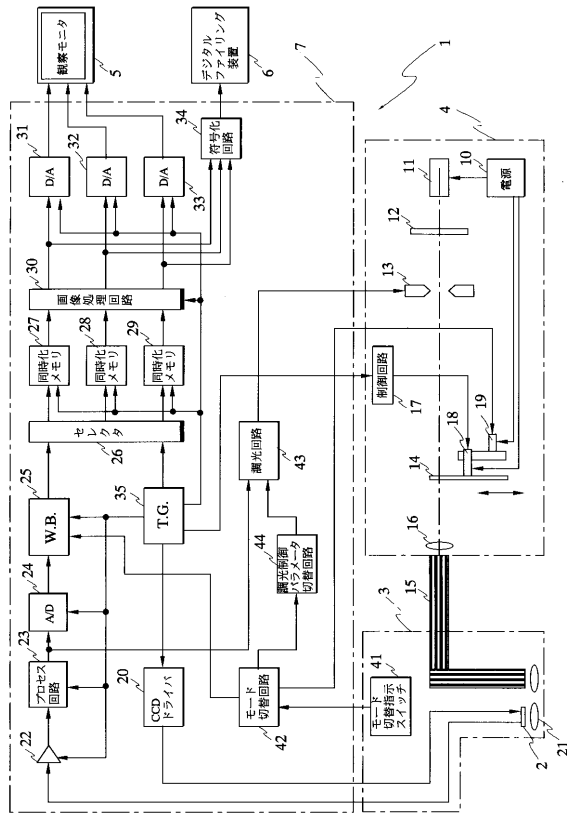 観察モニタ
5
デジタル
ファイリング
装置
6
7
1
31
D/A
32
D/A
D/A
33
34
符号化
回路
30
画像処理回路
27
同時化
メモリ
28
同時化
メモリ
29
同時化
メモリ
セレクタ
26
25
W.B.
35
T.G.
24
A/D
23
プロセス
回路
22
20
CCD
ドライバ
調光回路
43
44
調光制御
パラメータ
切替回路
モード
切替回路
42
4
11
10
電源
12
13
制御回路
17
18
19
14
16
15
3
41
モード
切替指示
スイッチ
2
21